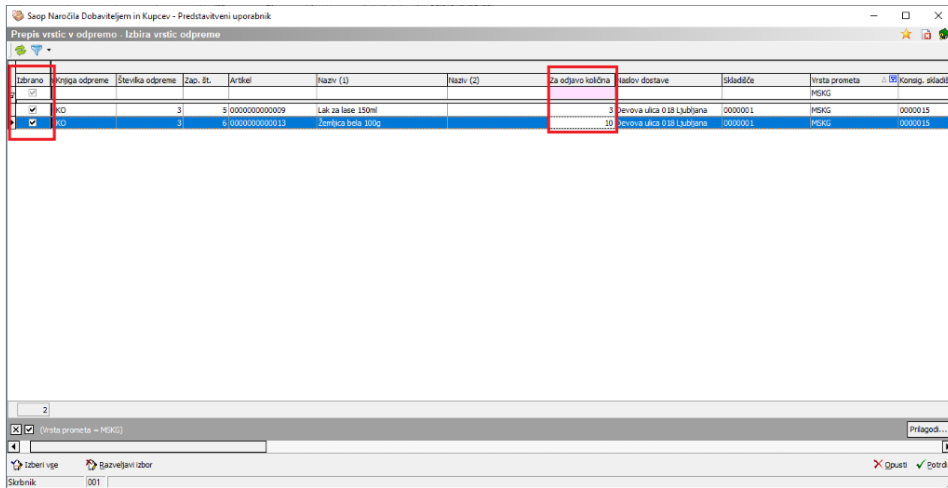 Saop Naročila Dobaviteljem in Kupcev - Predstavitveni uporabnik
Prepis vrstic v odpremo - Izbira vrstic odpreme
Izbrano Knjiga odpreme Številka odpreme Zap. št. Artikel Naziv (1) Naziv (2) Za odjavo količina Naslov dostave Skladišče Vrsta prometa Konsig. skladiš
MSKG
KO 3 5 0000000000009 Lak za lase 150ml 3 Devova ulica 018 Ljubljana 0000001 MSKG 0000015
KO 3 6 0000000000013 Žemljica bela 100g 10 Devova ulica 018 Ljubljana 0000001 MSKG 0000015
2
(Vrsta prometa = MSKG) Prilagodi...
Izberi vse Razveljavi izbor Opusti Potrdi
Skrbnik 001